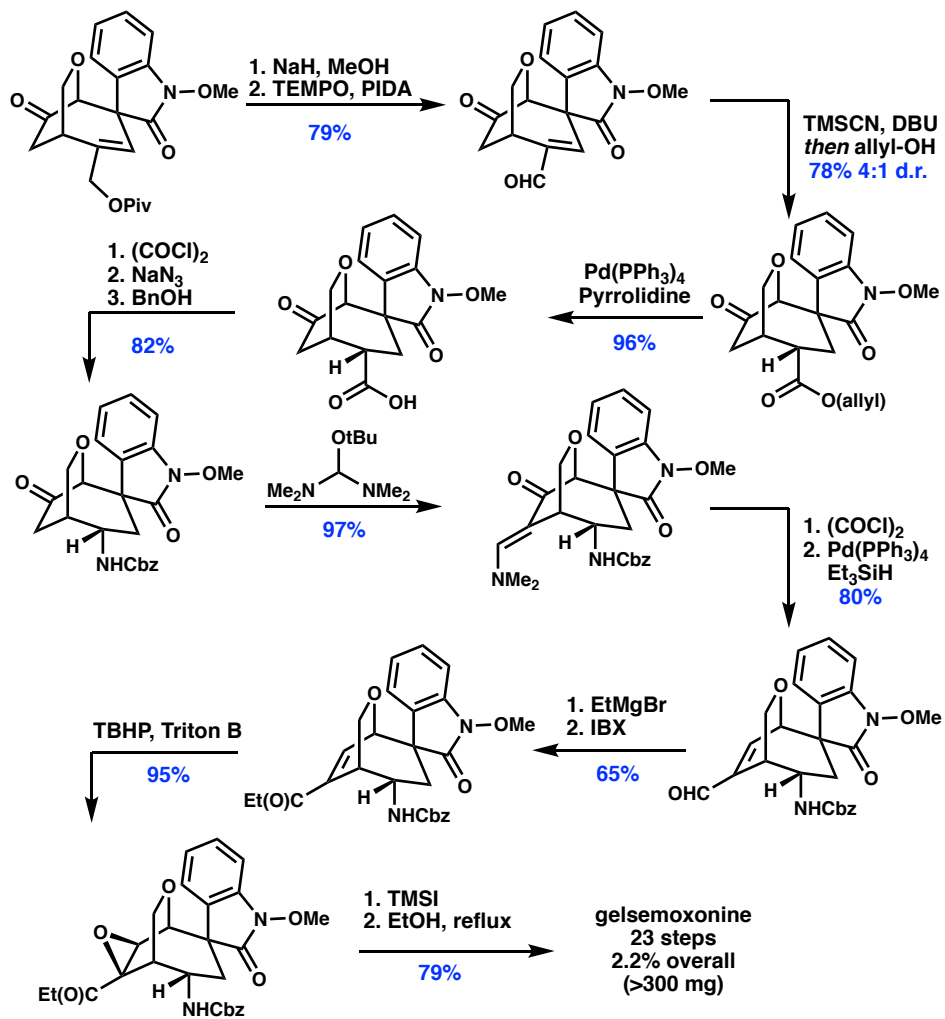 O
N
OMe
O
O
OPiv
1. NaH, MeOH
2. TEMPO, PIDA
79%
O
N
OMe
O
O
OHC
TMSCN, DBU
then allyl-OH
78% 4:1 d.r.
O
N
OMe
O
O
H
O
O(allyl)
Pd(PPh3)4
Pyrrolidine
96%
O
N
OMe
O
O
H
O
OH
1. (COCl)2
2. NaN3
3. BnOH
82%
O
N
OMe
O
O
H
NHCbz
OtBu
Me2N
NMe2
97%
O
N
OMe
O
O
H
NHCbz
NMe2
1. (COCl)2
2. Pd(PPh3)4
Et3SiH
80%
O
N
OMe
O
OHC
H
NHCbz
1. EtMgBr
2. IBX
65%
O
N
OMe
O
Et(O)C
H
NHCbz
TBHP, Triton B
95%
O
N
OMe
O
O
Et(O)C
H
NHCbz
1. TMSI
2. EtOH, reflux
79%
gelsemoxonine
23 steps
2.2% overall
(>300 mg)